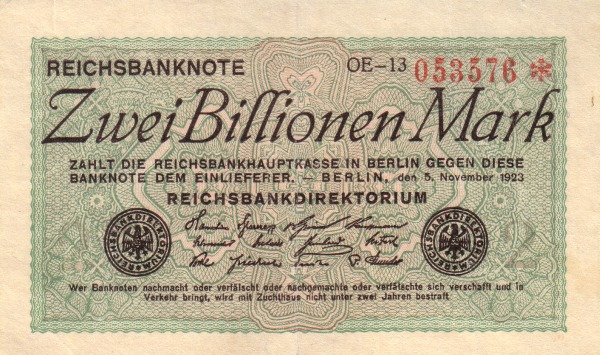 REICHSBANKNOTE OE-13 053576 *
Zwei Billionen Mark
ZAHLT DIE REICHSBANKHAUPTKASSE IN BERLIN GEGEN DIESE
BANKNOTE DEM EINLIEFERER. – BERLIN, den 5. November 1923
REICHSBANKDIREKTORIUM
REICHSBANKDIREKTORIUM REICHSBANKDIREKTORIUM
Wer Banknoten nachmacht oder verfälscht oder nachgemachte oder verfälschte sich verschafft und in
Verkehr bringt, wird mit Zuchthaus nicht unter zwei Jahren bestraft